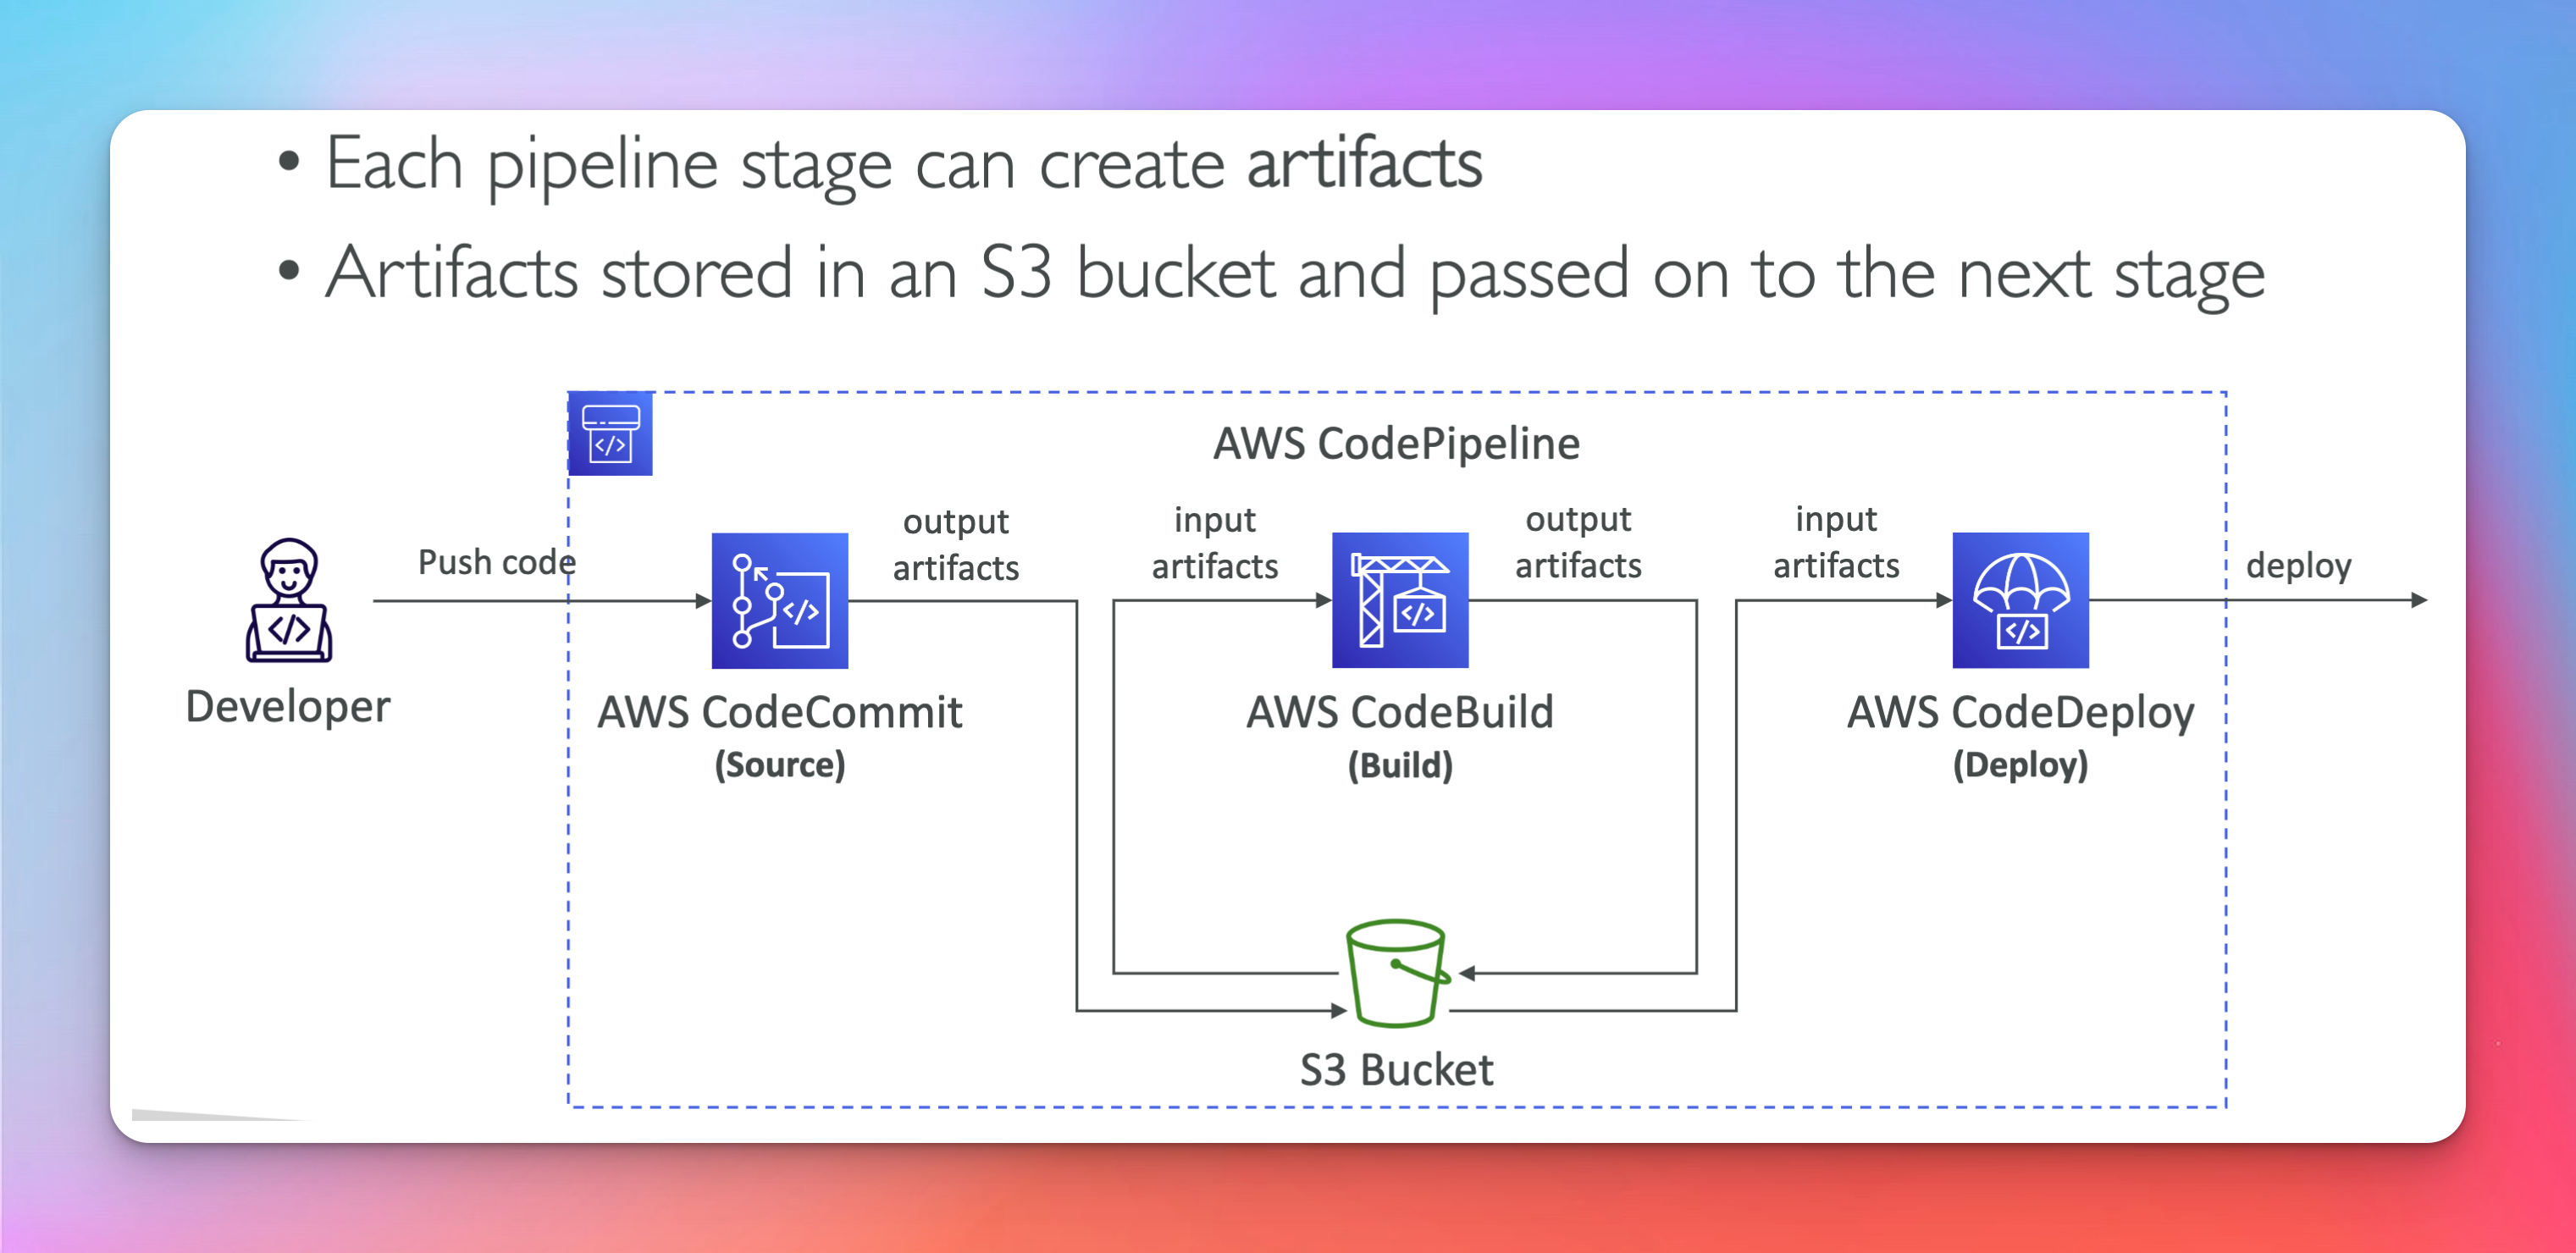 • Each pipeline stage can create artifacts
• Artifacts stored in an S3 bucket and passed on to the next stage
AWS CodePipeline
Push code
output
artifacts
input
artifacts
output
artifacts
input
artifacts
deploy
Developer
AWS CodeCommit
(Source)
AWS CodeBuild
(Build)
AWS CodeDeploy
(Deploy)
S3 Bucket